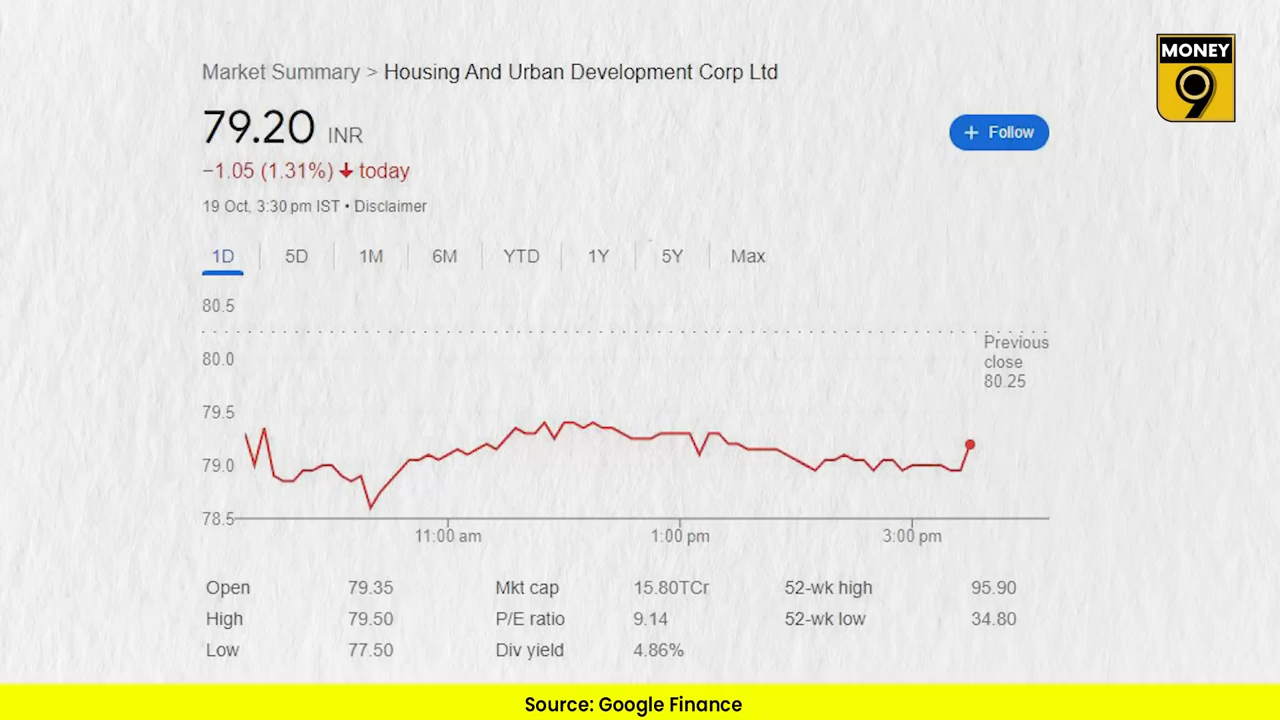 MONEY
9
Market Summary > Housing And Urban Development Corp Ltd
79.20 INR
+ Follow
−1.05 (1.31%) ↓ today
19 Oct, 3:30 pm IST • Disclaimer
1D 5D 1M 6M YTD 1Y 5Y Max
80.5
80.0
79.5
79.0
78.5
Previous
close
80.25
11:00 am 1:00 pm 3:00 pm
Open 79.35 Mkt cap 15.80TCr 52-wk high 95.90
High 79.50 P/E ratio 9.14 52-wk low 34.80
Low 77.50 Div yield 4.86%
Source: Google Finance